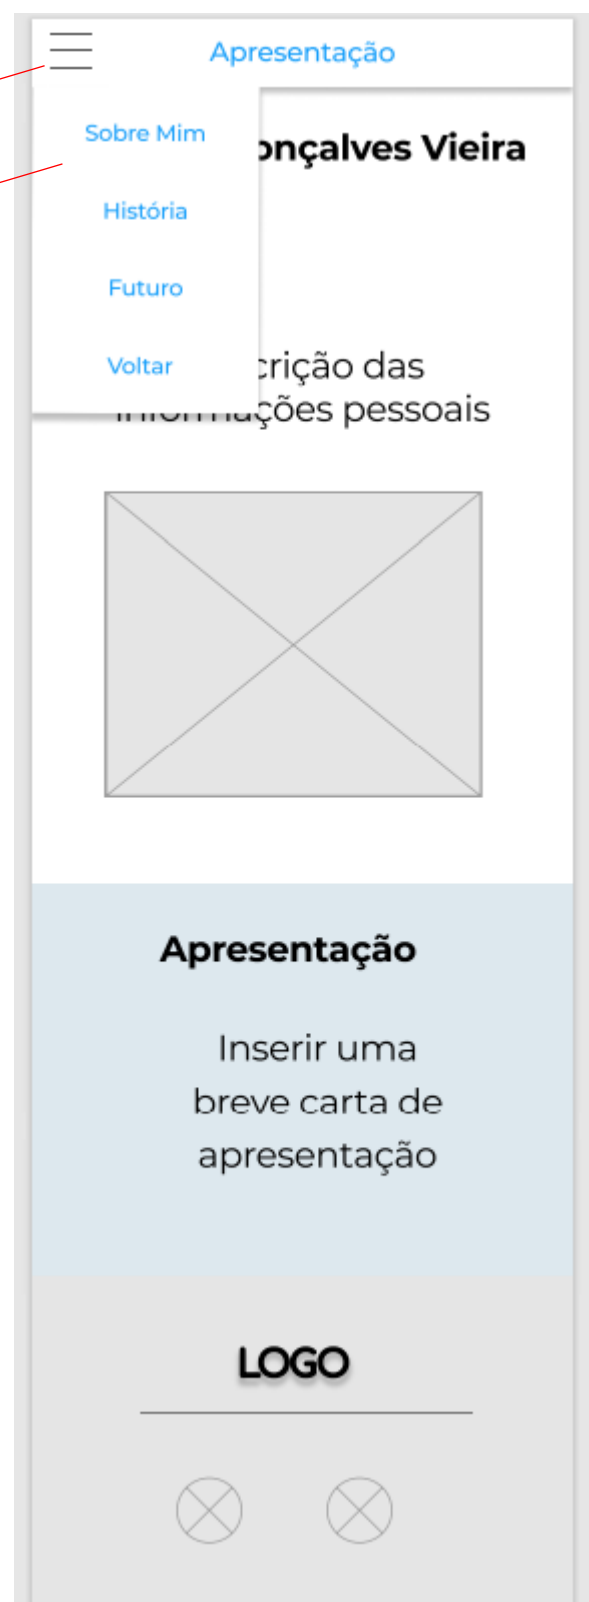 Apresentação
Sobre Mim
onçalves Vieira
História
Futuro
Voltar
crição das
informações pessoais
Apresentação
Inserir uma
breve carta de
apresentação
LOGO